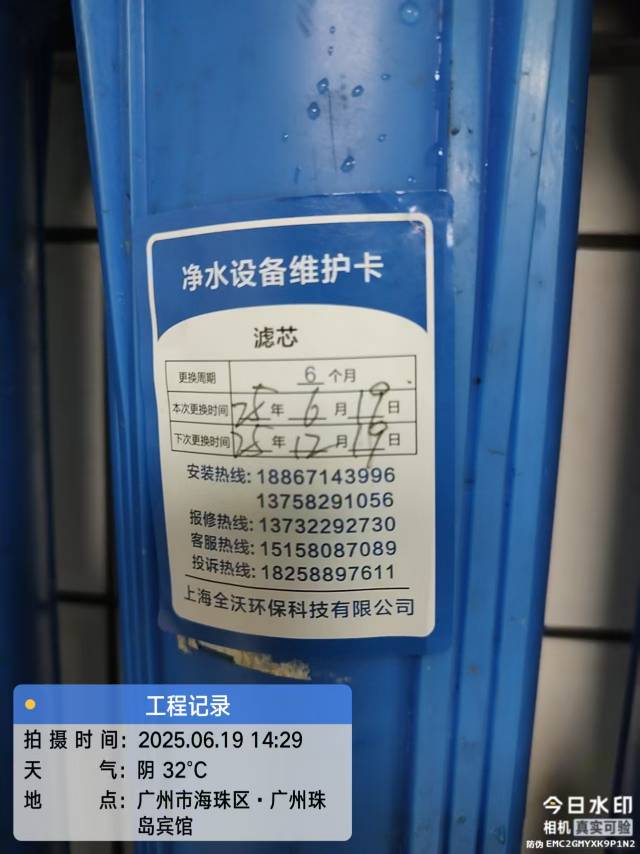 净水设备维护卡
滤芯
更换周期 6 个月
本次更换时间 25 年 6 月 19 日
下次更换时间 25 年 12 月 19 日
安装热线: 18867143996
13758291056
报修热线: 13732292730
客服热线: 15158087089
投诉热线: 18258897611
上海全沃环保科技有限公司
工程记录
拍摄时间: 2025.06.19 14:29
天气: 阴 32℃
地点: 广州市海珠区·广州珠
岛宾馆
今日水印
相机 真实可验
防伪 EMC2GMYXK9P1N2